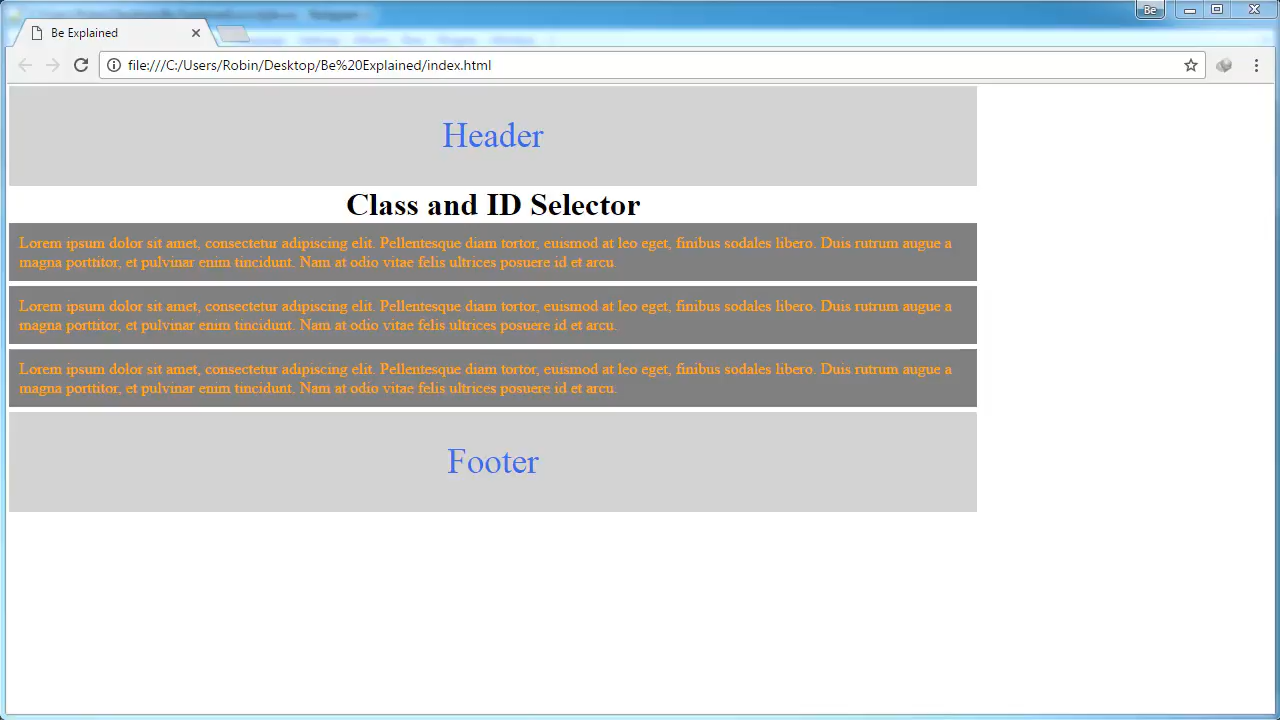 Be
Be Explained
file:///C:/Users/Robin/Desktop/Be%20Explained/index.html
Header
Class and ID Selector
Lorem ipsum dolor sit amet, consectetur adipiscing elit. Pellentesque diam tortor, euismod at leo eget, finibus sodales libero. Duis rutrum augue a
magna porttitor, et pulvinar enim tincidunt. Nam at odio vitae felis ultrices posuere id et arcu.
Lorem ipsum dolor sit amet, consectetur adipiscing elit. Pellentesque diam tortor, euismod at leo eget, finibus sodales libero. Duis rutrum augue a
magna porttitor, et pulvinar enim tincidunt. Nam at odio vitae felis ultrices posuere id et arcu.
Lorem ipsum dolor sit amet, consectetur adipiscing elit. Pellentesque diam tortor, euismod at leo eget, finibus sodales libero. Duis rutrum augue a
magna porttitor, et pulvinar enim tincidunt. Nam at odio vitae felis ultrices posuere id et arcu.
Footer